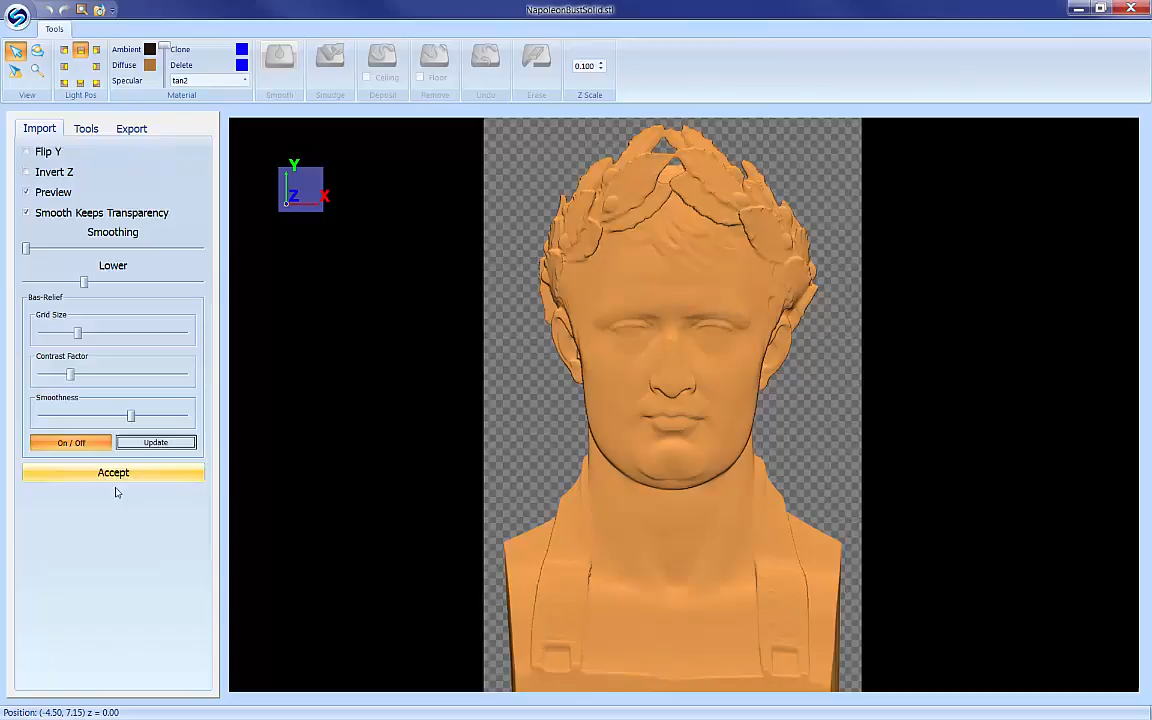 NapoleonBustSolid.stl
Tools
Ambient
Clone
Diffuse
Delete
Specular
tan2
Ceiling
Floor
0.100
View
Light Pos
Material
Smooth
Smudge
Deposit
Remove
Undo
Erase
Z Scale
Import
Tools
Export
Flip Y
Invert Z
Preview
Smooth Keeps Transparency
Smoothing
Lower
Bas-Relief
Grid Size
Contrast Factor
Smoothness
On / Off
Update
Accept
Y
Z
X
Position: (-4.50, 7.15) z = 0.00